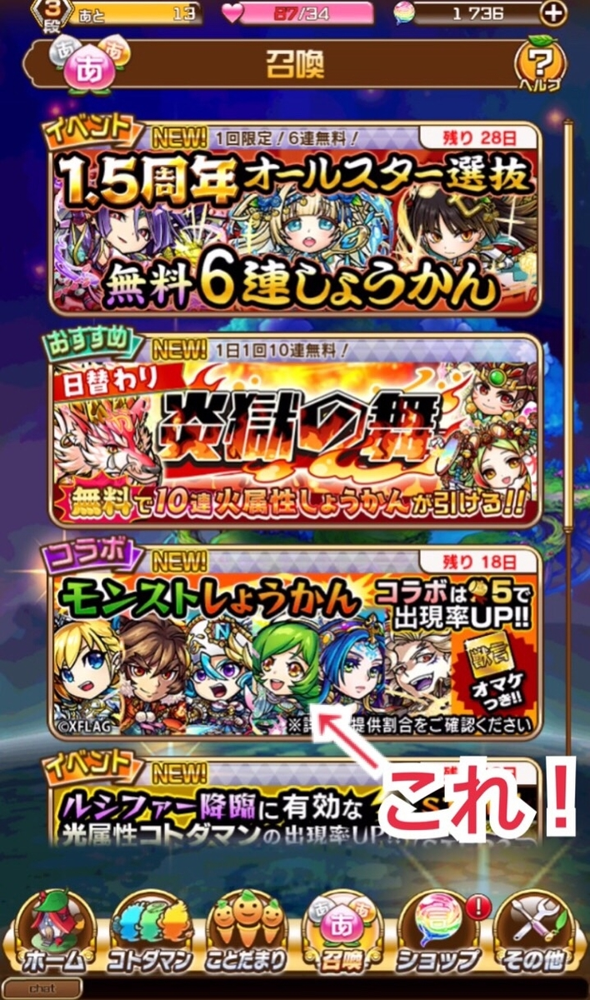 3段
あと 13
87/34
1 736
あ あ あ
召喚
?
ヘルプ
イベント
NEW! 1回限定!6連無料!
残り 28日
1.5周年オールスター選抜
無料6連しょうかん
おすすめ
NEW! 1日1回10連無料!
日替わり
炎獄の舞
無料で10連火属性しょうかんが引ける!!
コラボ
NEW!
残り 18日
モンストしょうかん
コラボは5で
出現率UP!!
N
獣言
オマケ
つき!!
©XFLAG
※詳 提供割合をご確認ください
これ!
イベント
NEW!
ルシファー降臨に有効な
光属性コトダマンの出現率UP
あ あ あ
!
ホーム
コトダマン
ことだまり
召喚
ショップ
その他
chat